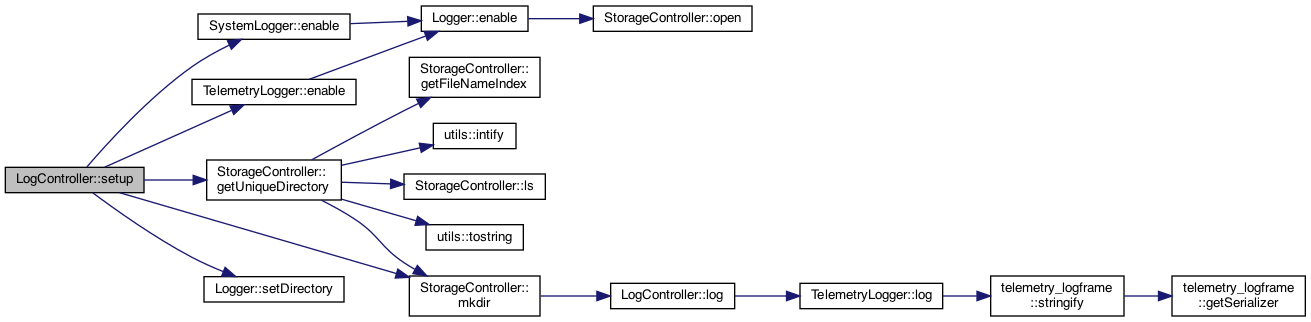 LogController::setup
SystemLogger::enable
TelemetryLogger::enable
StorageController::
getUniqueDirectory
Logger::setDirectory
Logger::enable
StorageController::
getFileNameIndex
utils::intify
StorageController::ls
utils::tostring
StorageController::
mkdir
StorageController::open
LogController::log
TelemetryLogger::log
telemetry_logframe
::stringify
telemetry_logframe
::getSerializer